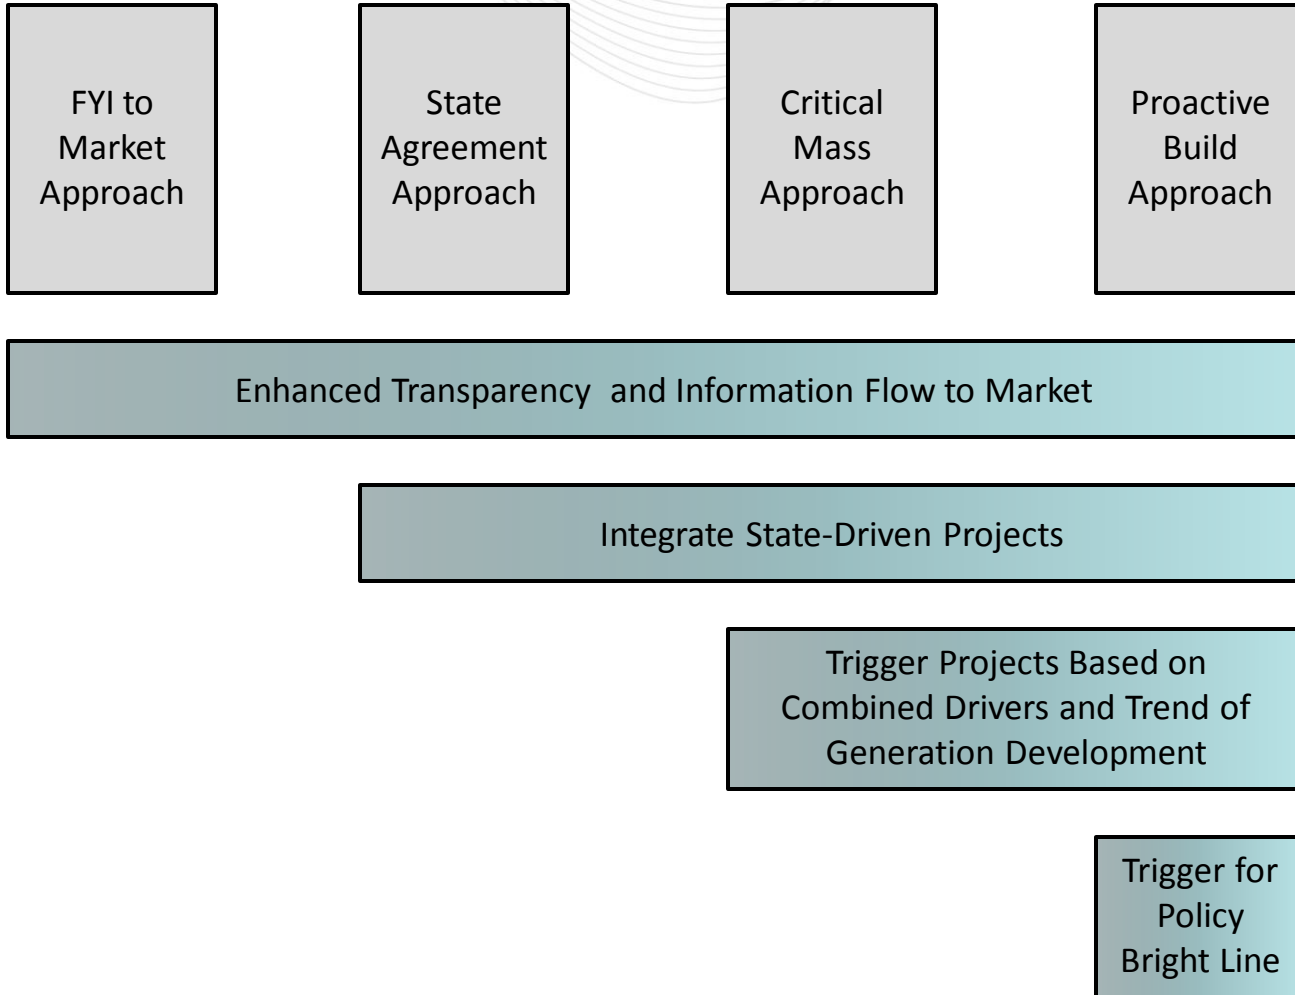 FYI to
Market
Approach
State
Agreement
Approach
Critical
Mass
Approach
Proactive
Build
Approach
Enhanced Transparency  and Information Flow to Market
Integrate State-Driven Projects
Trigger Projects Based on
Combined Drivers and Trend of
Generation Development
Trigger for
Policy
Bright Line